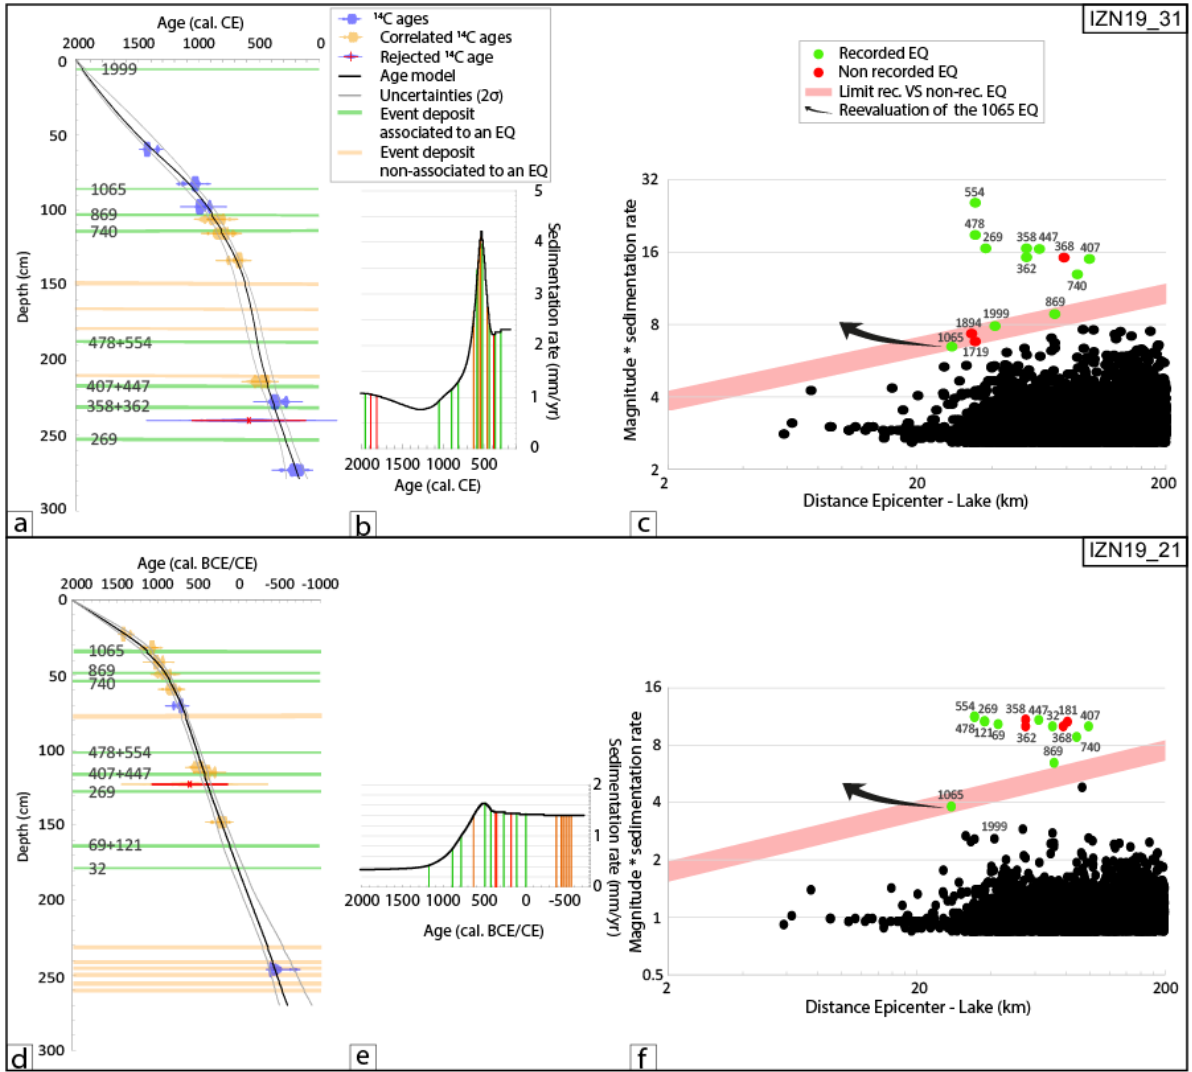 IZN19_31
Age (cal. CE)
2000 1500 1000 500 0
0
50
100
150
200
250
300
Depth (cm)
1999
1065
869
740
478+554
407+447
358+362
269
a
¹⁴C ages
Correlated ¹⁴C ages
Rejected ¹⁴C age
Age model
Uncertainties (2σ)
Event deposit
associated to an EQ
Event deposit
non-associated to an EQ
5
4
3
2
1
0
Sedimentation rate (mm/yr)
2000 1500 1000 500
Age (cal. CE)
b
Recorded EQ
Non recorded EQ
Limit rec. VS non-rec. EQ
Reevaluation of the 1065 EQ
32
16
8
4
2
Magnitude * sedimentation rate
554
478
269
358 447
362
368
407
740
869
1999
1894
1065
1719
2 20 200
Distance Epicenter - Lake (km)
c
IZN19_21
Age (cal. BCE/CE)
2000 1500 1000 500 0 -500 -1000
0
50
100
150
200
250
300
Depth (cm)
1065
869
740
478+554
407+447
269
69+121
32
d
2
1
0
Sedimentation rate (mm/yr)
2000 1500 1000 500 0 -500
Age (cal. BCE/CE)
e
16
8
4
2
1
0.5
Magnitude * sedimentation rate
554 269 358 447 32 181 407
478 121 69 362 368 740
869
1065
1999
2 20 200
Distance Epicenter - Lake (km)
f